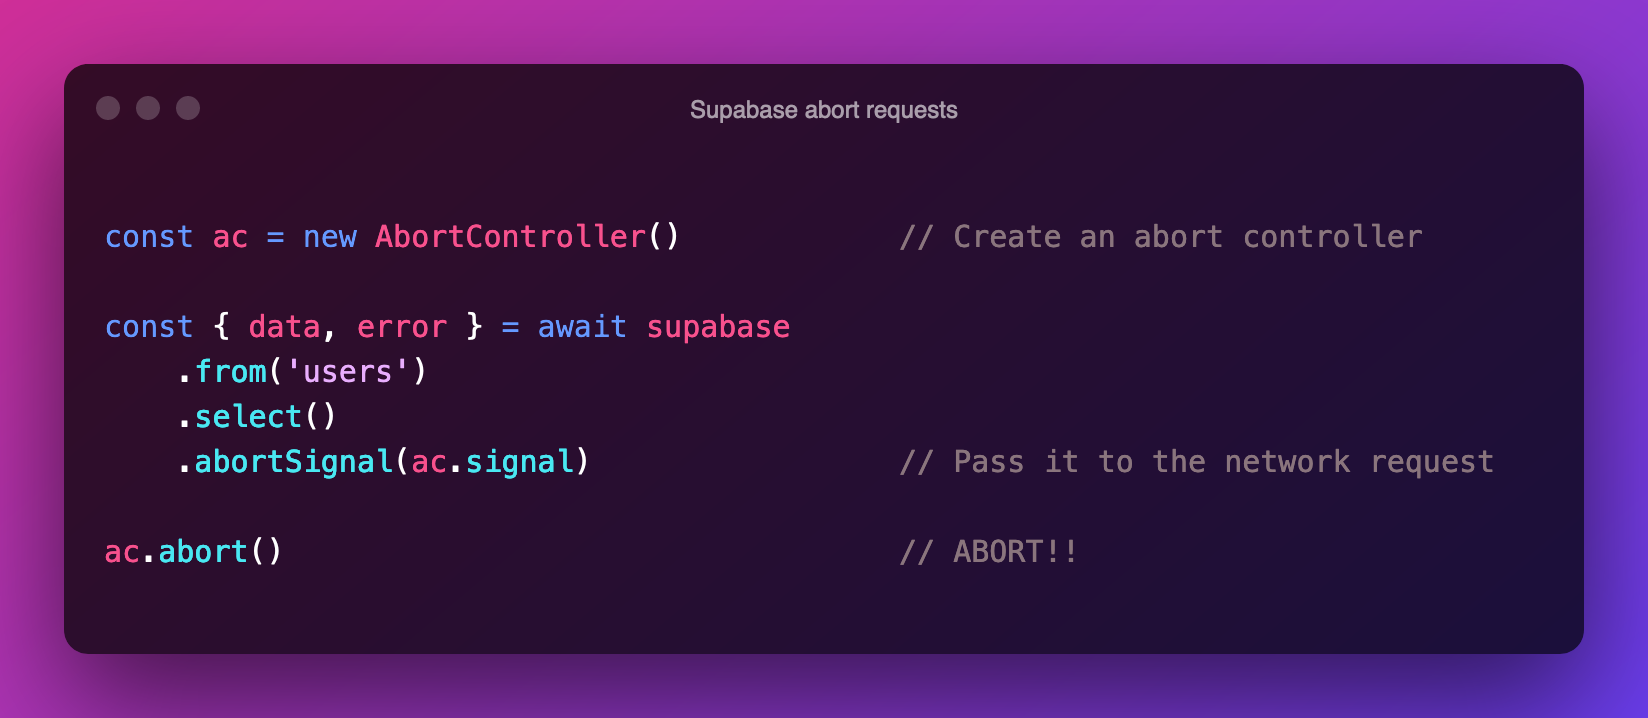 Supabase abort requests
const ac = new AbortController() // Create an abort controller
const { data, error } = await supabase
.from('users')
.select()
.abortSignal(ac.signal) // Pass it to the network request
ac.abort() // ABORT!!